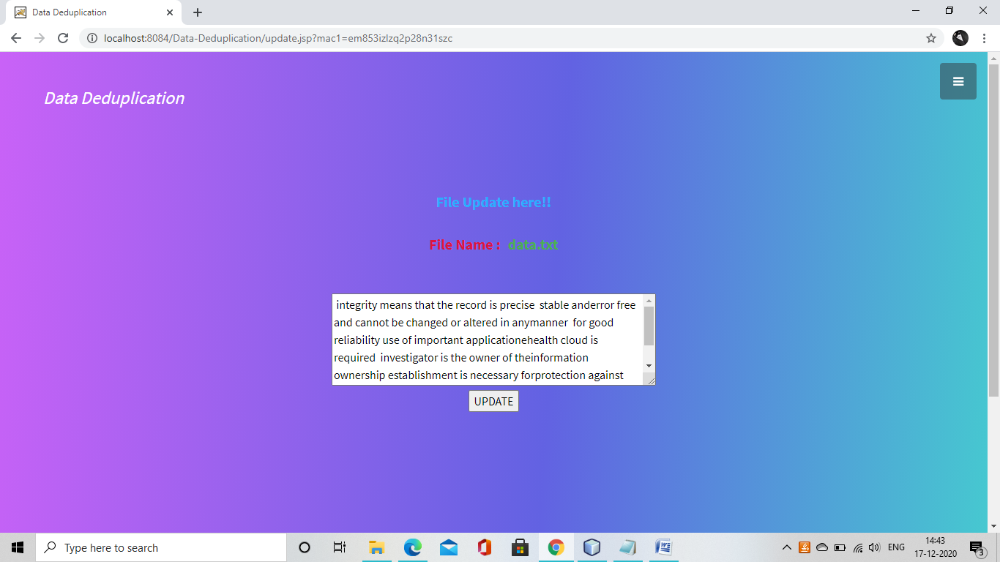 Data Deduplication
localhost:8084/Data-Deduplication/update.jsp?mac1=em853izlzq2p28n31szc
Data Deduplication
File Update here!!
File Name : data.txt
integrity means that the record is precise  stable anderror free
and cannot be changed or altered in anymanner  for good
reliability use of important applicationehealth cloud is
required  investigator is the owner of theinformation
ownership establishment is necessary forprotection against
UPDATE
Type here to search
ENG
14:43
17-12-2020
3